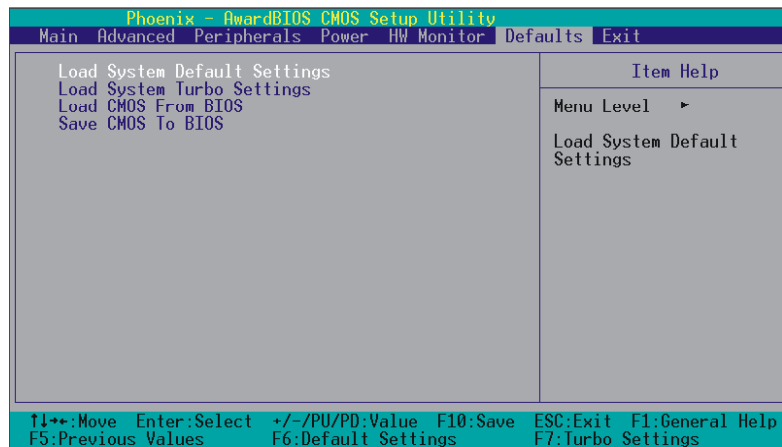 Phoenix - AwardBIOS CMOS Setup Utility
Main Advanced Peripherals Power HW Monitor Defaults Exit
Load System Default Settings
Load System Turbo Settings
Load CMOS From BIOS
Save CMOS To BIOS
Item Help
Menu Level ►
Load System Default
Settings
↑↓→←:Move Enter:Select +/-/PU/PD:Value F10:Save ESC:Exit F1:General Help
F5:Previous Values F6:Default Settings F7:Turbo Settings